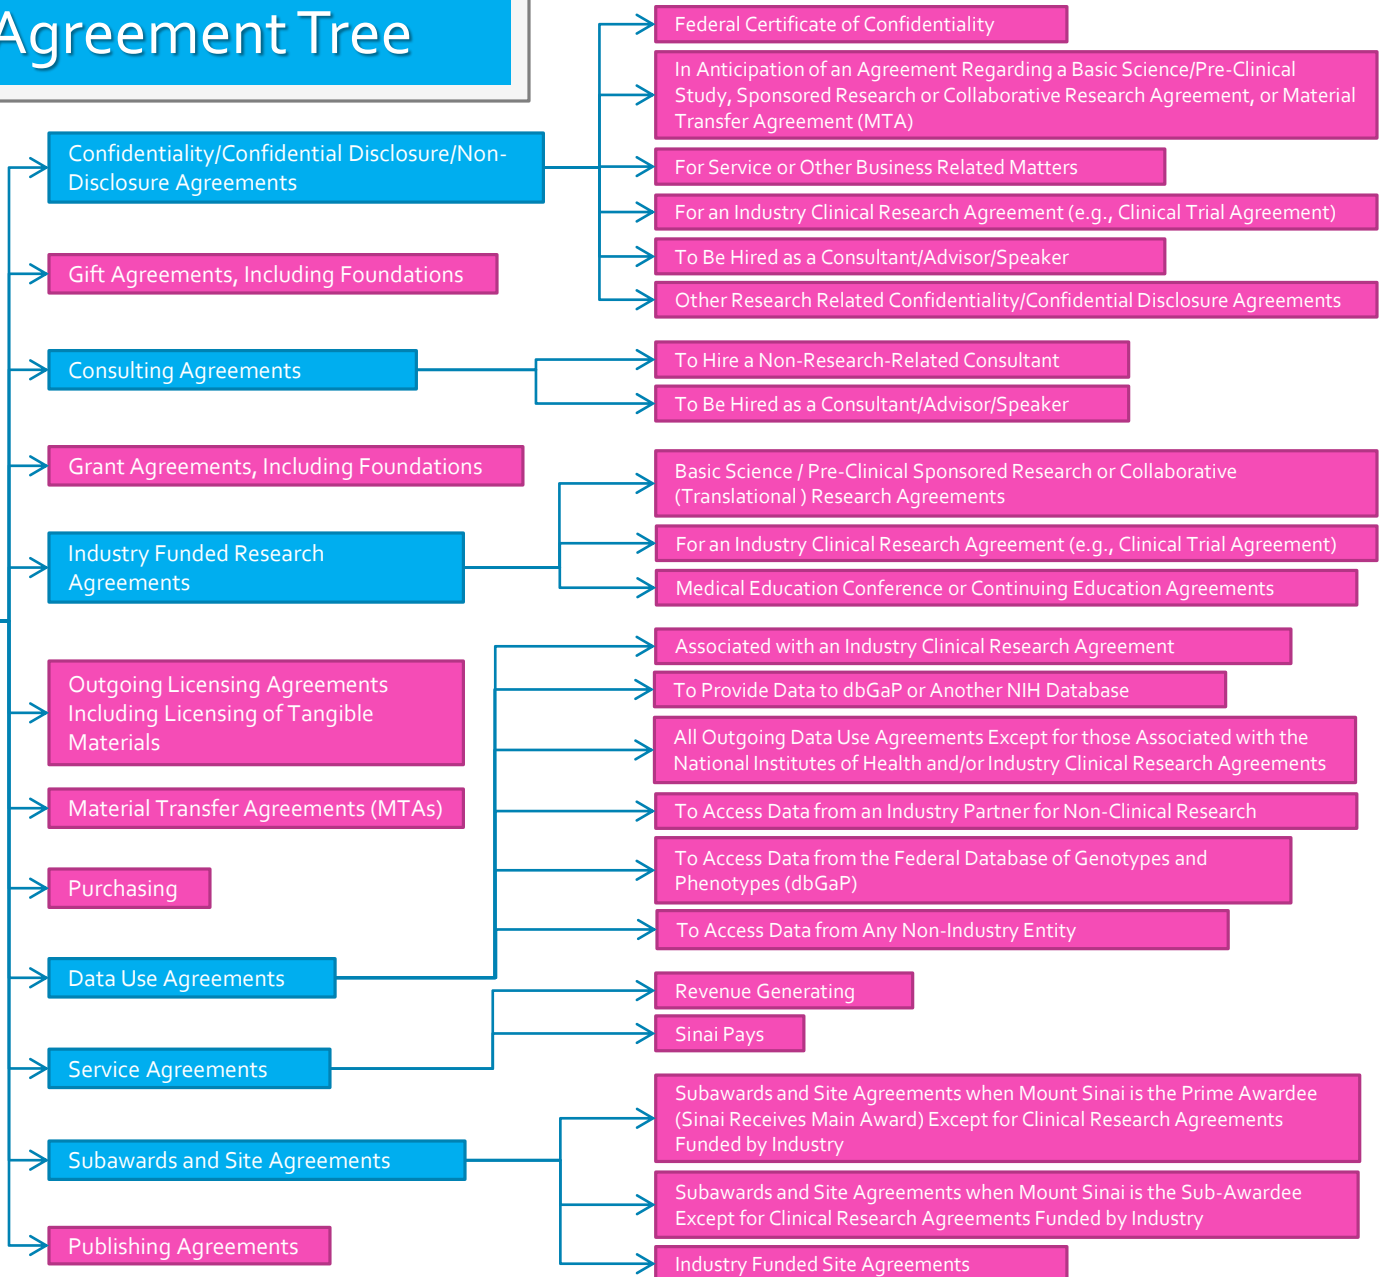 Agreement Tree
Confidentiality/Confidential Disclosure/Non-
Disclosure Agreements
Federal Certificate of Confidentiality
In Anticipation of an Agreement Regarding a Basic Science/Pre-Clinical
Study, Sponsored Research or Collaborative Research Agreement, or Material
Transfer Agreement (MTA)
For Service or Other Business Related Matters
For an Industry Clinical Research Agreement (e.g., Clinical Trial Agreement)
To Be Hired as a Consultant/Advisor/Speaker
Other Research Related Confidentiality/Confidential Disclosure Agreements
Gift Agreements, Including Foundations
Consulting Agreements
To Hire a Non-Research-Related Consultant
To Be Hired as a Consultant/Advisor/Speaker
Grant Agreements, Including Foundations
Industry Funded Research
Agreements
Basic Science / Pre-Clinical Sponsored Research or Collaborative
(Translational ) Research Agreements
For an Industry Clinical Research Agreement (e.g., Clinical Trial Agreement)
Medical Education Conference or Continuing Education Agreements
Outgoing Licensing Agreements
Including Licensing of Tangible
Materials
Material Transfer Agreements (MTAs)
Purchasing
Data Use Agreements
Associated with an Industry Clinical Research Agreement
To Provide Data to dbGaP or Another NIH Database
All Outgoing Data Use Agreements Except for those Associated with the
National Institutes of Health and/or Industry Clinical Research Agreements
To Access Data from an Industry Partner for Non-Clinical Research
To Access Data from the Federal Database of Genotypes and
Phenotypes (dbGaP)
To Access Data from Any Non-Industry Entity
Service Agreements
Revenue Generating
Sinai Pays
Subawards and Site Agreements
Subawards and Site Agreements when Mount Sinai is the Prime Awardee
(Sinai Receives Main Award) Except for Clinical Research Agreements
Funded by Industry
Subawards and Site Agreements when Mount Sinai is the Sub-Awardee
Except for Clinical Research Agreements Funded by Industry
Industry Funded Site Agreements
Publishing Agreements